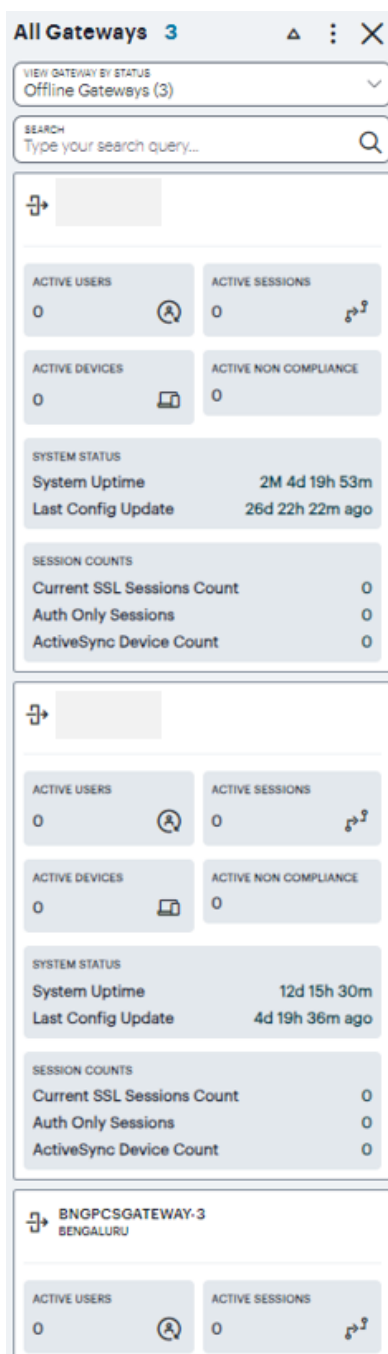 All Gateways 3
VIEW GATEWAY BY STATUS
Offline Gateways (3)
SEARCH
Type your search query...
ACTIVE USERS
0
ACTIVE SESSIONS
0
ACTIVE DEVICES
0
ACTIVE NON COMPLIANCE
0
SYSTEM STATUS
System Uptime 2M 4d 19h 53m
Last Config Update 26d 22h 22m ago
SESSION COUNTS
Current SSL Sessions Count 0
Auth Only Sessions 0
ActiveSync Device Count 0
ACTIVE USERS
0
ACTIVE SESSIONS
0
ACTIVE DEVICES
0
ACTIVE NON COMPLIANCE
0
SYSTEM STATUS
System Uptime 12d 15h 30m
Last Config Update 4d 19h 36m ago
SESSION COUNTS
Current SSL Sessions Count 0
Auth Only Sessions 0
ActiveSync Device Count 0
BNGPCSGATEWAY-3
BENGALURU
ACTIVE USERS
0
ACTIVE SESSIONS
0